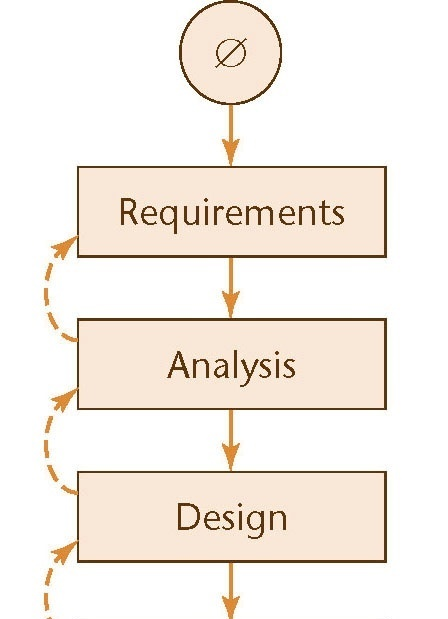 ∅
Requirements
Analysis
Design